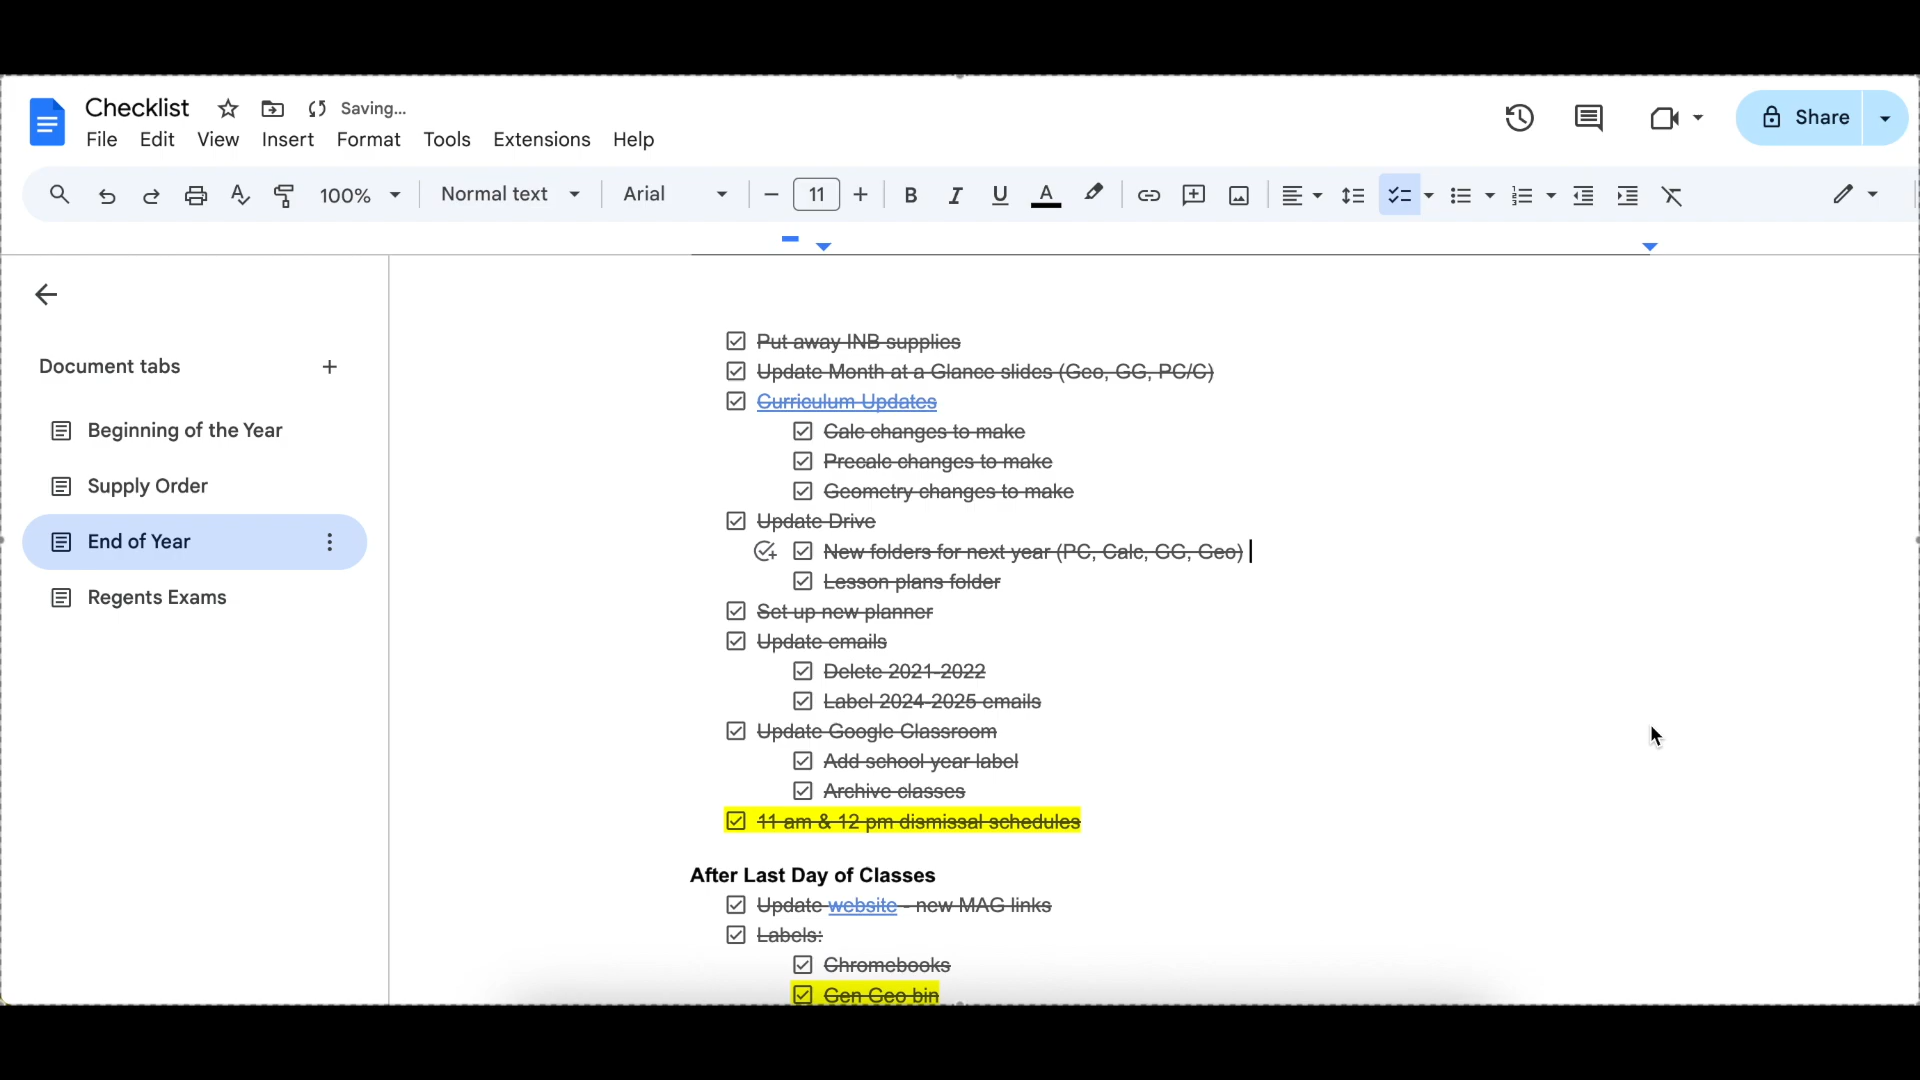 Checklist Saving...
File Edit View Insert Format Tools Extensions Help
Share
100% Normal text Arial 11
Document tabs
Beginning of the Year
Supply Order
End of Year
Regents Exams
Put away INB supplies
Update Month at a Glance slides (Geo, GG, PC/C)
Curriculum Updates
Calc changes to make
Precalc changes to make
Geometry changes to make
Update Drive
New folders for next year (PC, Calc, GG, Geo)
Lesson plans folder
Set up new planner
Update emails
Delete 2021-2022
Label 2024-2025 emails
Update Google Classroom
Add school year label
Archive classes
11 am & 12 pm dismissal schedules
After Last Day of Classes
Update website - new MAG links
Labels:
Chromebooks
Gen Geo bin